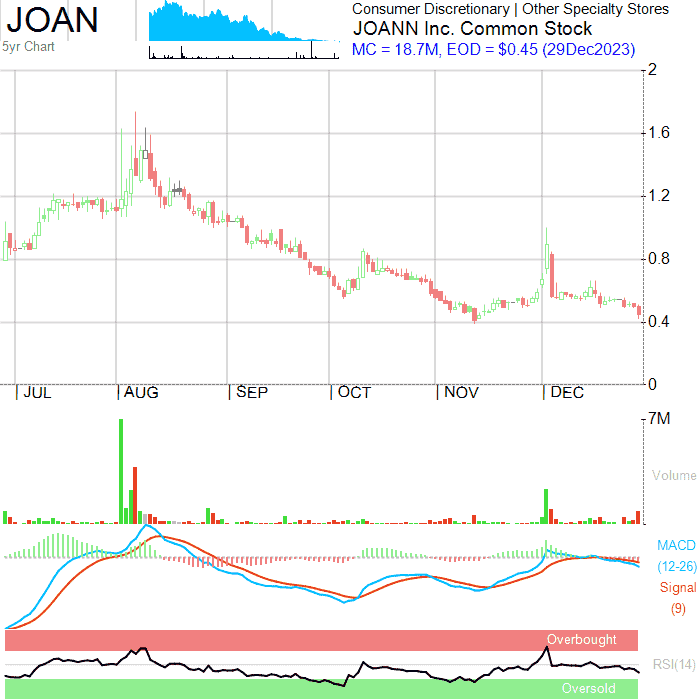 JOAN
Consumer Discretionary | Other Specialty Stores
JOANN Inc. Common Stock
5yr Chart
MC = 18.7M, EOD = $0.45 (29Dec2023)
2
1.6
1.2
0.8
0.4
0
JUL
AUG
SEP
OCT
NOV
DEC
7M
Volume
MACD
(12-26)
Signal
(9)
Overbought
RSI(14)
Oversold